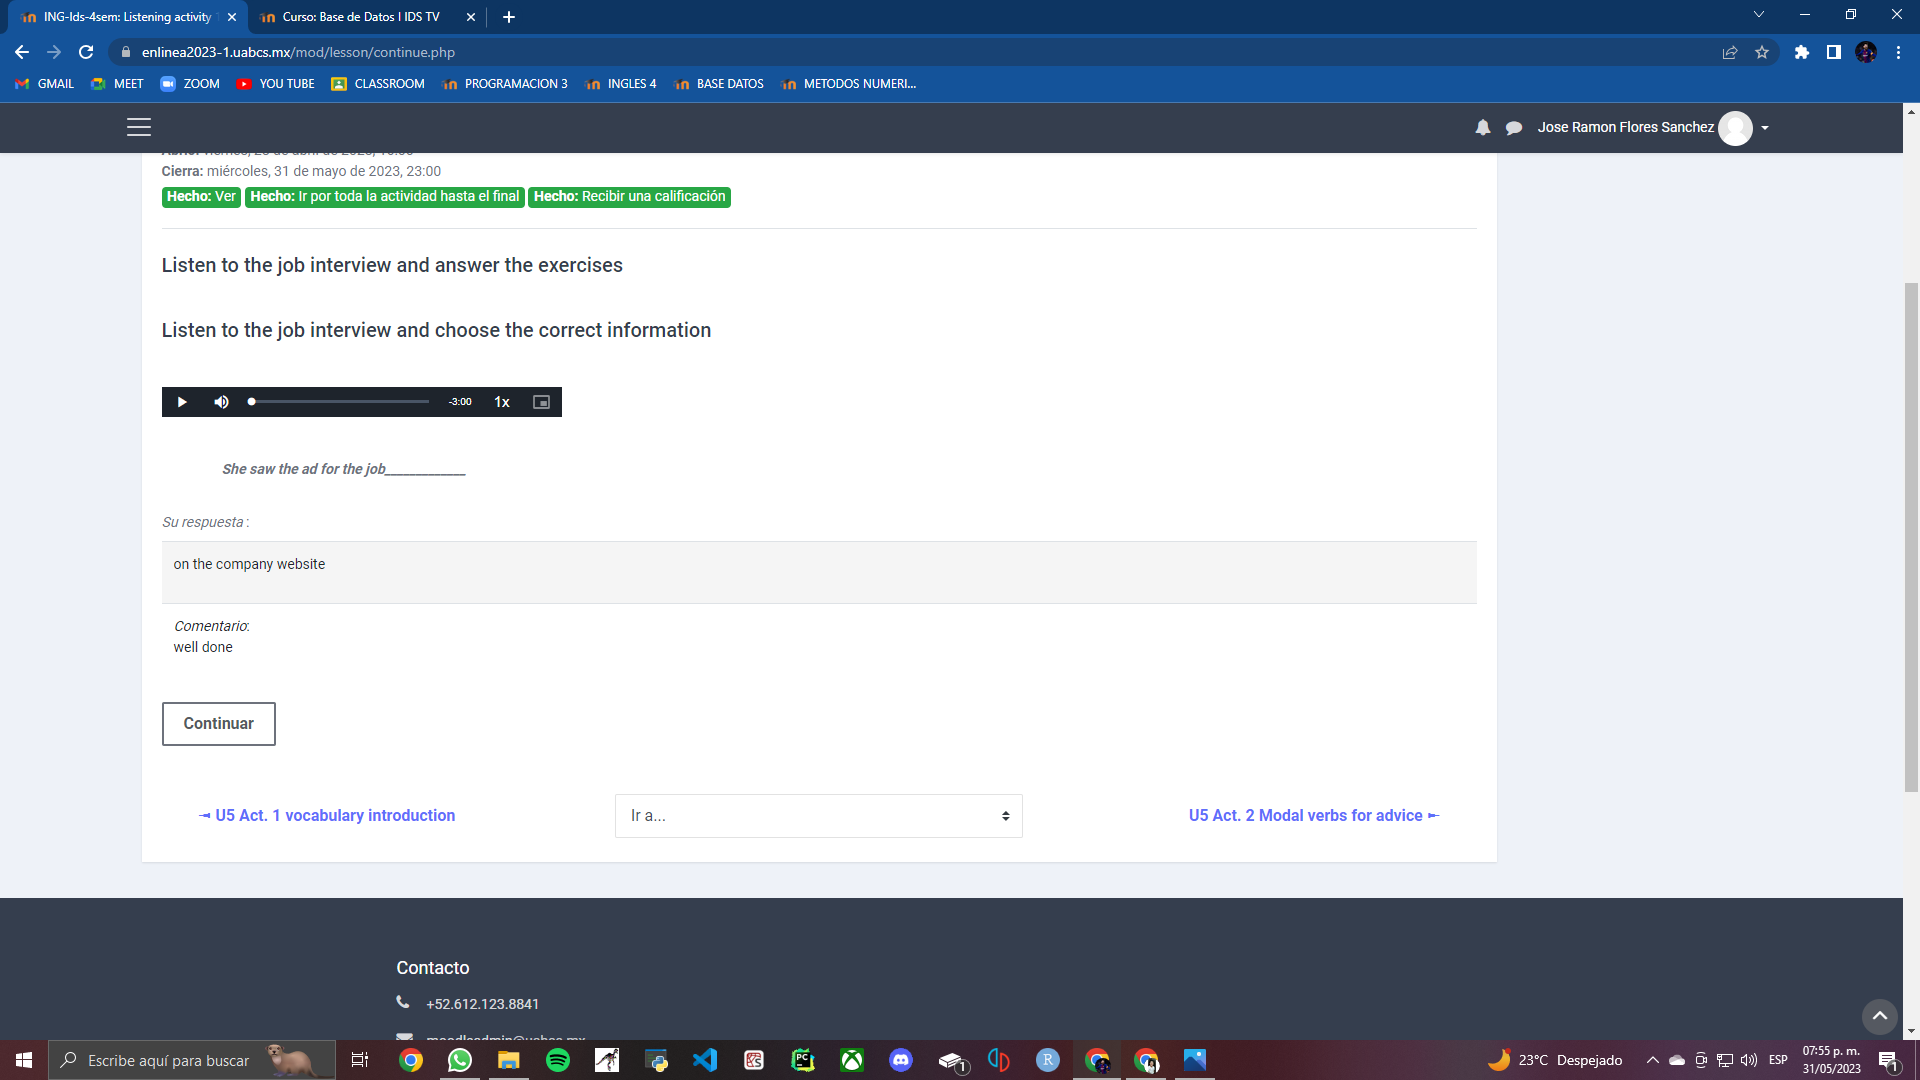 ING-Ids-4sem: Listening activity
Curso: Base de Datos I IDS TV
enlinea2023-1.uabcs.mx/mod/lesson/continue.php
GMAIL
MEET
ZOOM
YOU TUBE
CLASSROOM
PROGRAMACION 3
INGLES 4
BASE DATOS
METODOS NUMERI...
Jose Ramon Flores Sanchez
Cierra: miércoles, 31 de mayo de 2023, 23:00
Hecho: Ver Hecho: Ir por toda la actividad hasta el final Hecho: Recibir una calificación
Listen to the job interview and answer the exercises
Listen to the job interview and choose the correct information
-3:00 1x
She saw the ad for the job____________
Su respuesta :
on the company website
Comentario:
well done
Continuar
◄ U5 Act. 1 vocabulary introduction
Ir a...
U5 Act. 2 Modal verbs for advice ►
Contacto
+52.612.123.8841
Escribe aquí para buscar
1
R
23°C Despejado
ESP
07:55 p. m.
31/05/2023
1